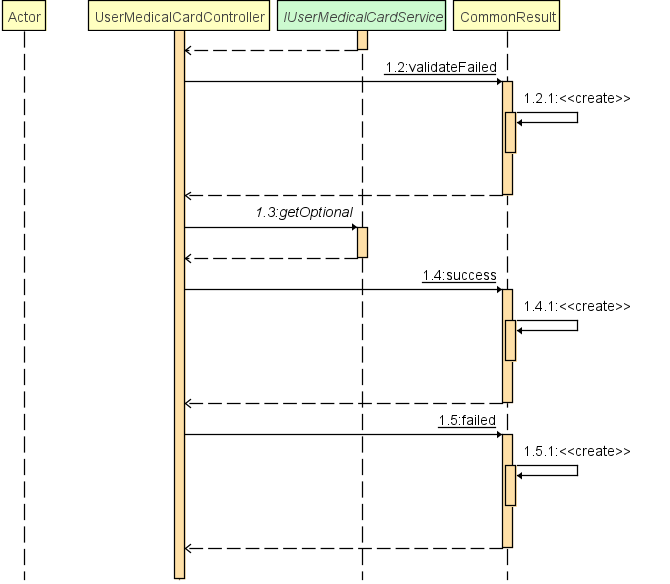 Actor
UserMedicalCardController
IUserMedicalCardService
CommonResult
1.2:validateFailed
1.2.1:<<create>>
1.3:getOptional
1.4:success
1.4.1:<<create>>
1.5:failed
1.5.1:<<create>>